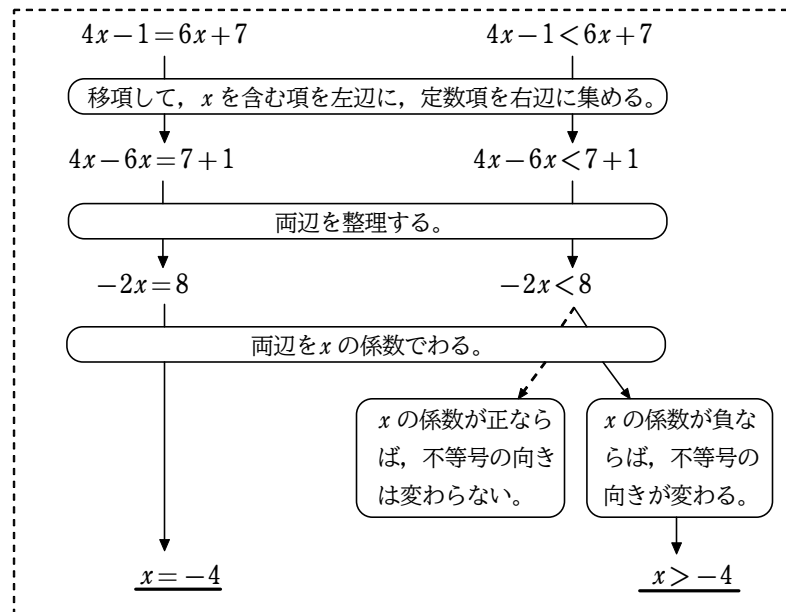 4x−1=6x+7
4x−1<6x+7
移項して，xを含む項を左辺に，定数項を右辺に集める。
4x−6x=7+1
4x−6x<7+1
両辺を整理する。
−2x=8
−2x<8
両辺をxの係数でわる。
xの係数が正なら
ば，不等号の向き
は変わらない。
xの係数が負な
らば，不等号の
向きが変わる。
x=−4
x>−4